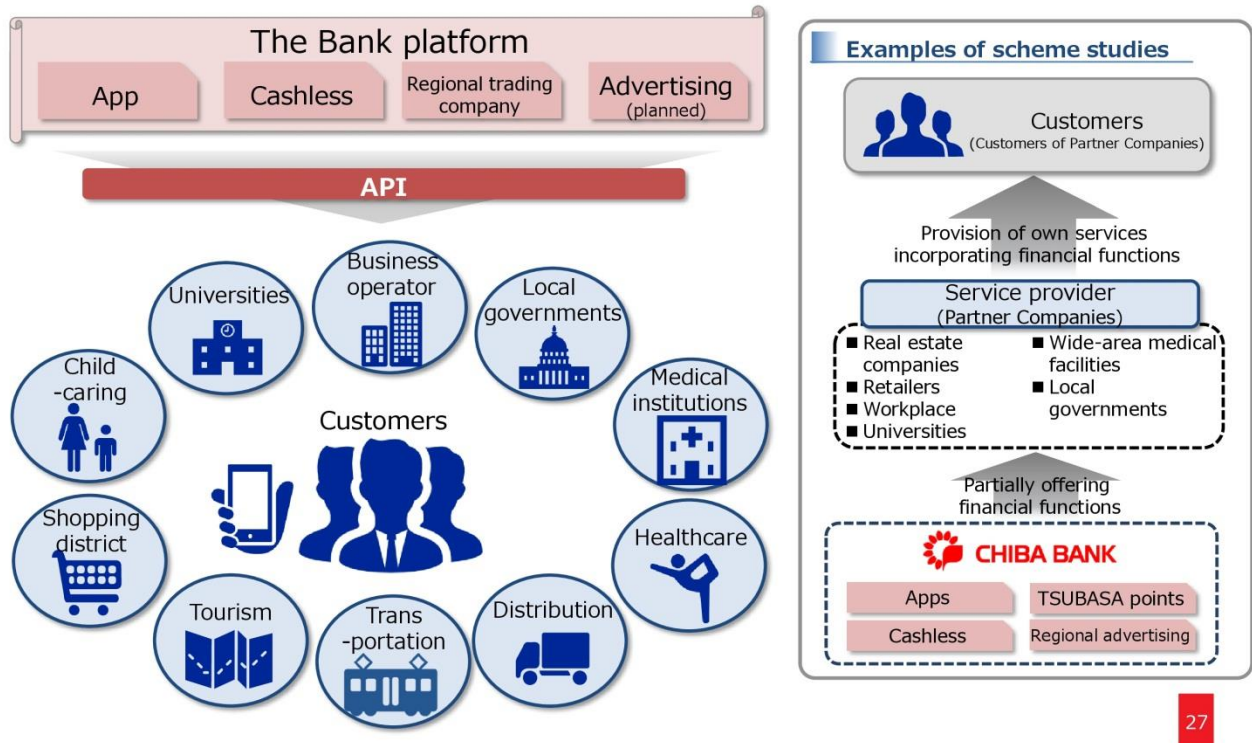 The Bank platform
App
Cashless
Regional trading
company
Advertising
(planned)
API
Universities
Business
operator
Local
governments
Child
-caring
Medical
institutions
Customers
Shopping
district
Healthcare
Tourism
Trans
-portation
Distribution
Examples of scheme studies
Customers
(Customers of Partner Companies)
Provision of own services
incorporating financial functions
Service provider
(Partner Companies)
■ Real estate
companies
■ Retailers
■ Workplace
■ Universities
■ Wide-area medical
facilities
■ Local
governments
Partially offering
financial functions
CHIBA BANK
Apps
TSUBASA points
Cashless
Regional advertising
27